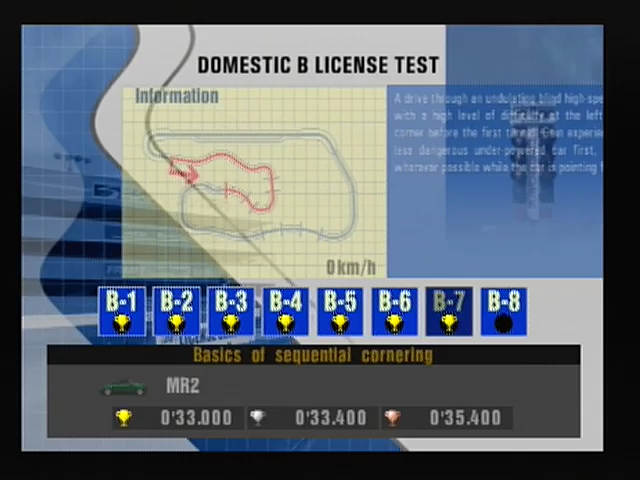 DOMESTIC B LICENSE TEST
Information
A drive through an undulating blind high-spe
with a high level of difficulty at the left
corner before the first experie
less dangerous under-powered car first,
wherever possible while the car is pointing
0km/h
B-1 B-2 B-3 B-4 B-5 B-6 B-7 B-8
Basics of sequential cornering
MR2
0'33.000 0'33.400 0'35.400